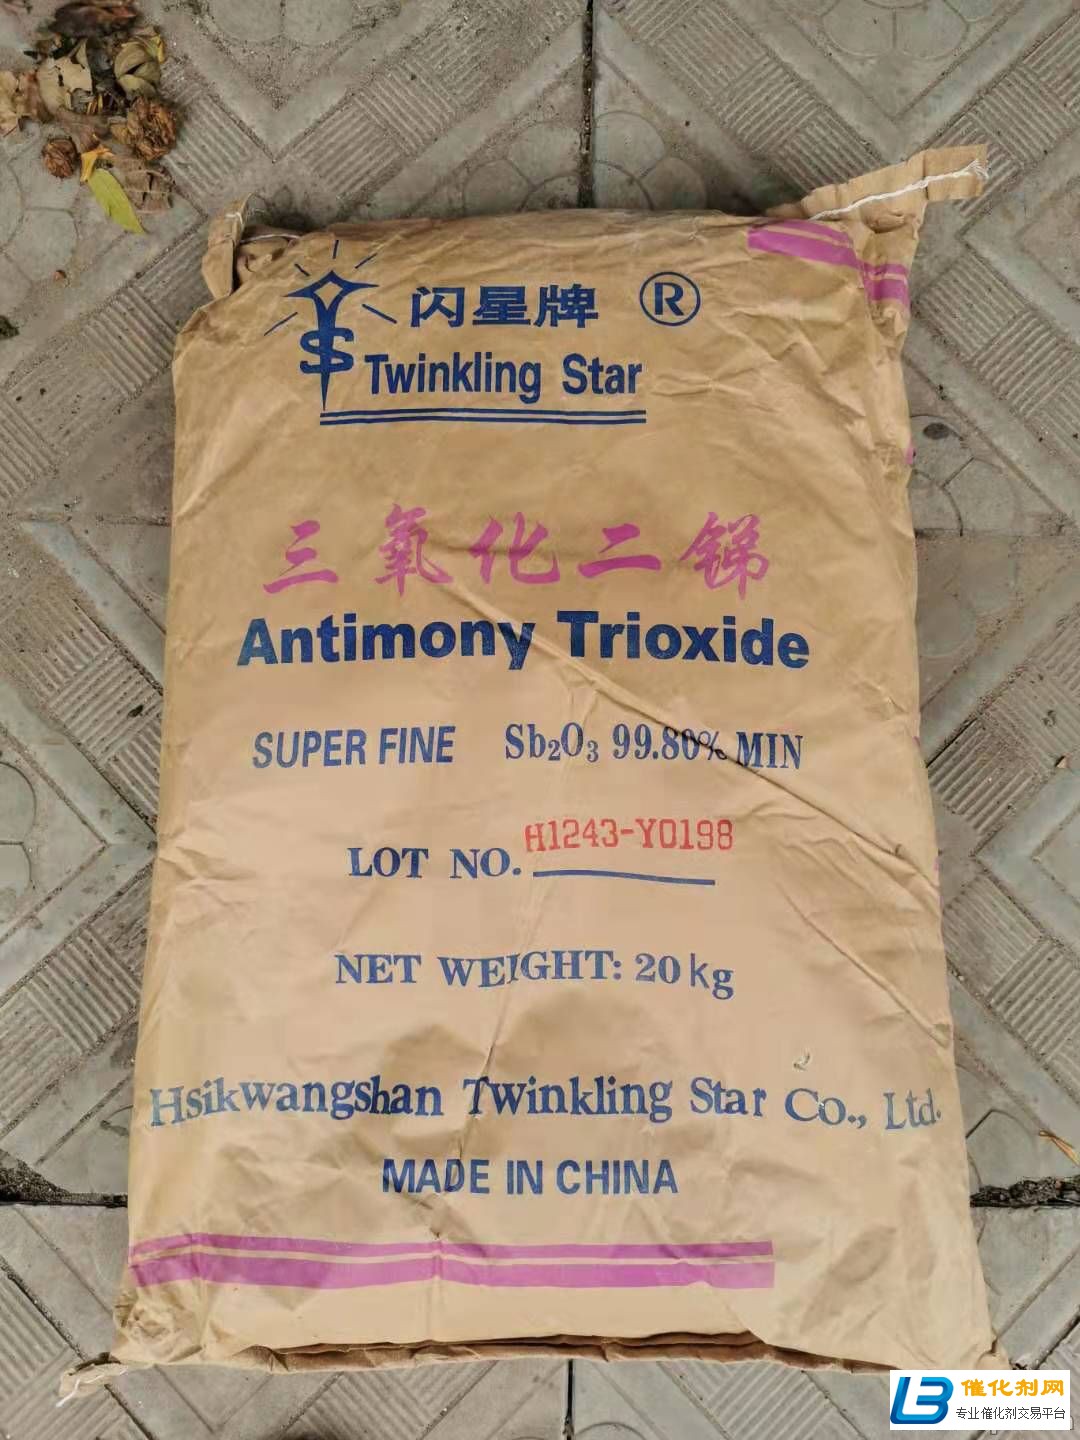 闪星牌 ®
Twinkling Star
三氧化二锑
Antimony Trioxide
SUPER FINE Sb₂O₃ 99.80% MIN
LOT NO. H1243-Y0198
NET WEIGHT: 20kg
Hsikwangshan Twinkling Star Co., Ltd.
MADE IN CHINA
催化剂网
专业催化剂交易平台